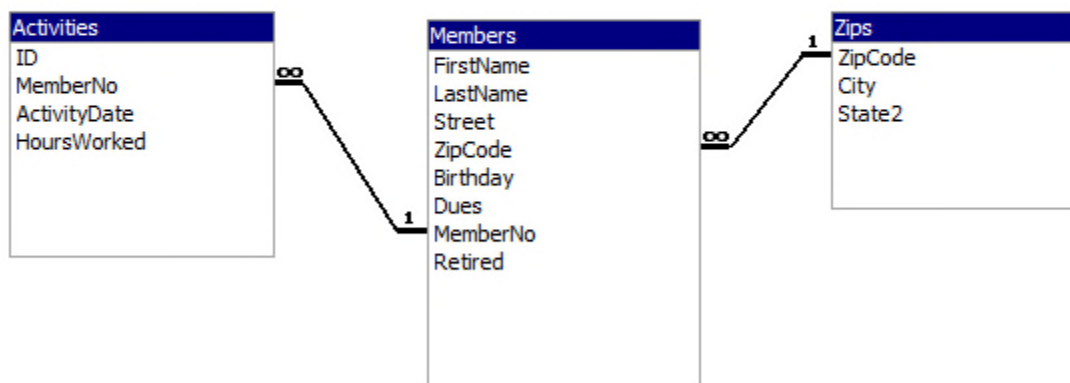 Activities
ID
MemberNo
ActivityDate
HoursWorked
∞
1
Members
FirstName
LastName
Street
ZipCode
Birthday
Dues
MemberNo
Retired
∞
1
Zips
ZipCode
City
State2